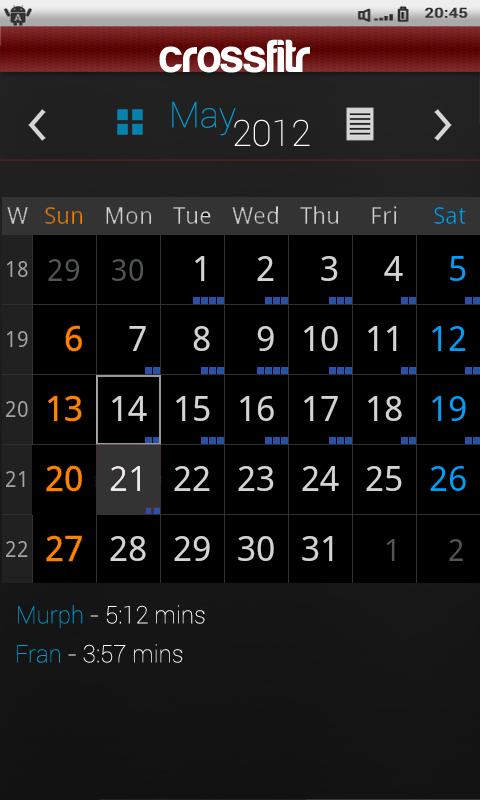 20:45
crossfitr
May 2012
W Sun Mon Tue Wed Thu Fri Sat
18 29 30 1 2 3 4 5
19 6 7 8 9 10 11 12
20 13 14 15 16 17 18 19
21 20 21 22 23 24 25 26
22 27 28 29 30 31 1 2
Murph - 5:12 mins
Fran - 3:57 mins